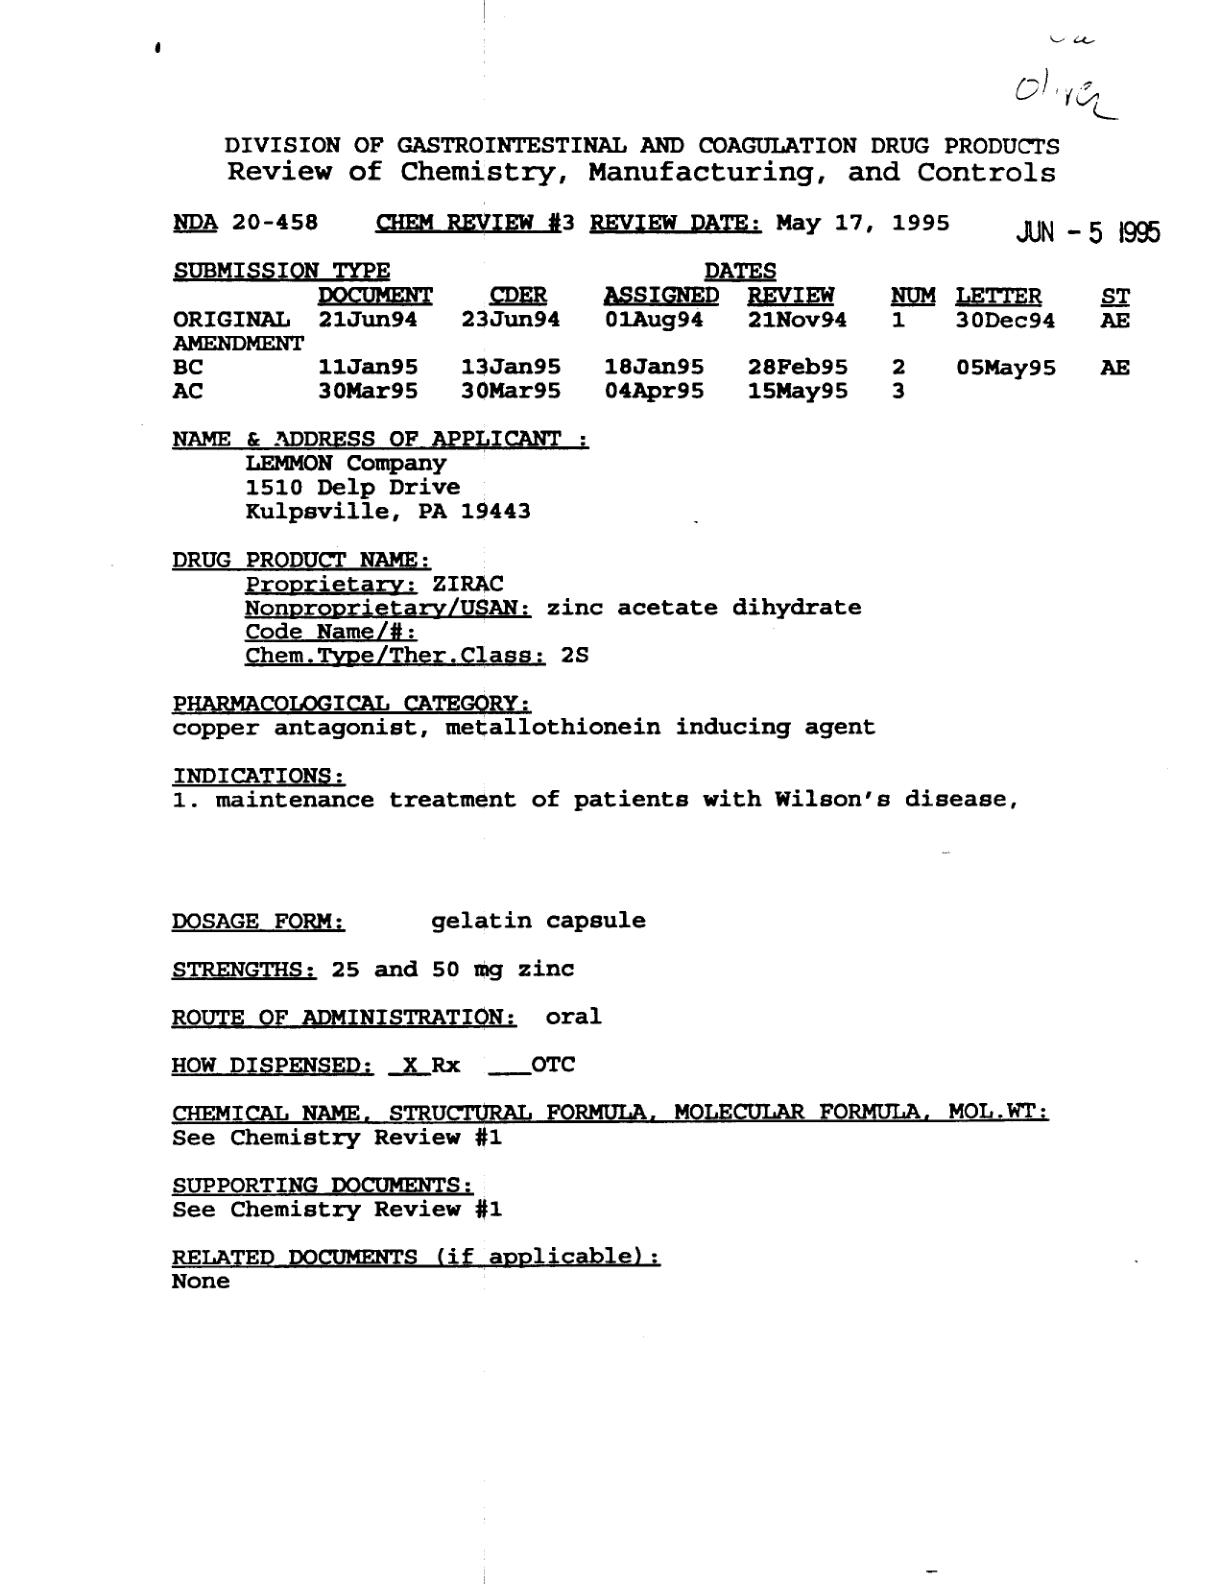 Oliver
DIVISION OF GASTROINTESTINAL AND COAGULATION DRUG PRODUCTS
Review of Chemistry, Manufacturing, and Controls
NDA 20-458 CHEM REVIEW #3 REVIEW DATE: May 17, 1995 JUN - 5 1995
SUBMISSION TYPE DATES
DOCUMENT CDER ASSIGNED REVIEW NUM LETTER ST
ORIGINAL 21Jun94 23Jun94 01Aug94 21Nov94 1 30Dec94 AE
AMENDMENT
BC 11Jan95 13Jan95 18Jan95 28Feb95 2 05May95 AE
AC 30Mar95 30Mar95 04Apr95 15May95 3
NAME & ADDRESS OF APPLICANT :
LEMMON Company
1510 Delp Drive
Kulpsville, PA 19443
DRUG PRODUCT NAME:
Proprietary: ZIRAC
Nonproprietary/USAN: zinc acetate dihydrate
Code Name/#:
Chem.Type/Ther.Class: 2S
PHARMACOLOGICAL CATEGORY:
copper antagonist, metallothionein inducing agent
INDICATIONS:
1. maintenance treatment of patients with Wilson's disease,
DOSAGE FORM: gelatin capsule
STRENGTHS: 25 and 50 mg zinc
ROUTE OF ADMINISTRATION: oral
HOW DISPENSED: _X_Rx ___OTC
CHEMICAL NAME, STRUCTURAL FORMULA, MOLECULAR FORMULA, MOL.WT:
See Chemistry Review #1
SUPPORTING DOCUMENTS:
See Chemistry Review #1
RELATED DOCUMENTS (if applicable):
None